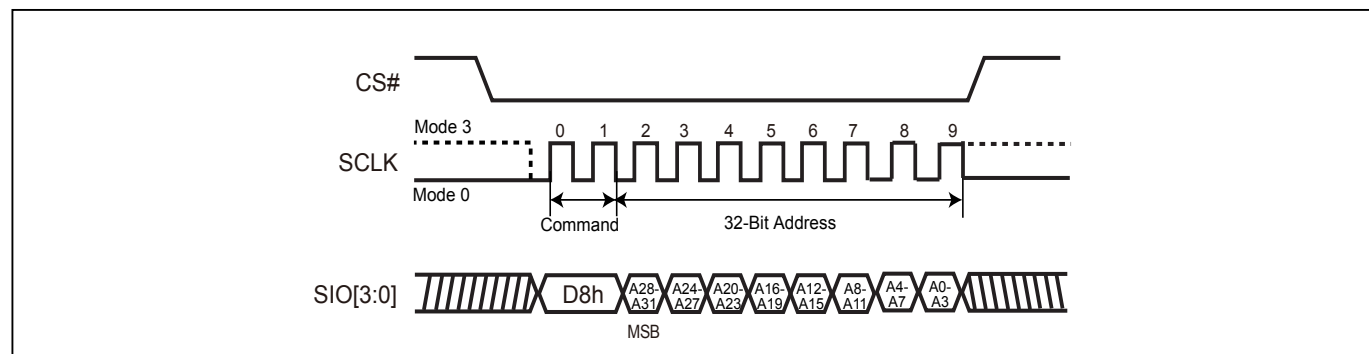 CS#
Mode 3
0 1 2 3 4 5 6 7 8 9
SCLK
Mode 0
Command
32-Bit Address
SIO[3:0]
D8h
A28-
A31
A24-
A27
A20-
A23
A16-
A19
A12-
A15
A8-
A11
A4-
A7
A0-
A3
MSB